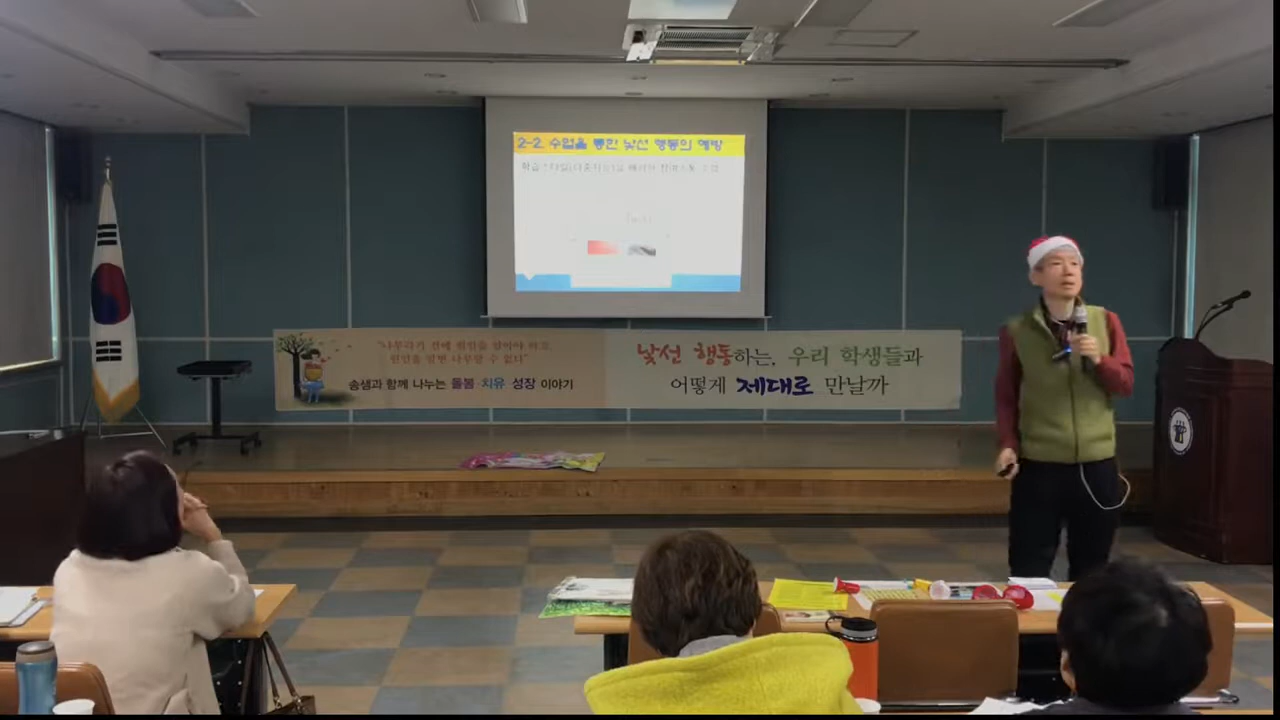 2-2. 수업을 통한 낯선 행동의 예방
"나무라기 전에 원인을 알아야 하고
원인을 알면 나무랄 수 없다"
송샘과 함께 나누는 돌봄 치유 성장 이야기
낯선 행동하는, 우리 학생들과
어떻게 제대로 만날까